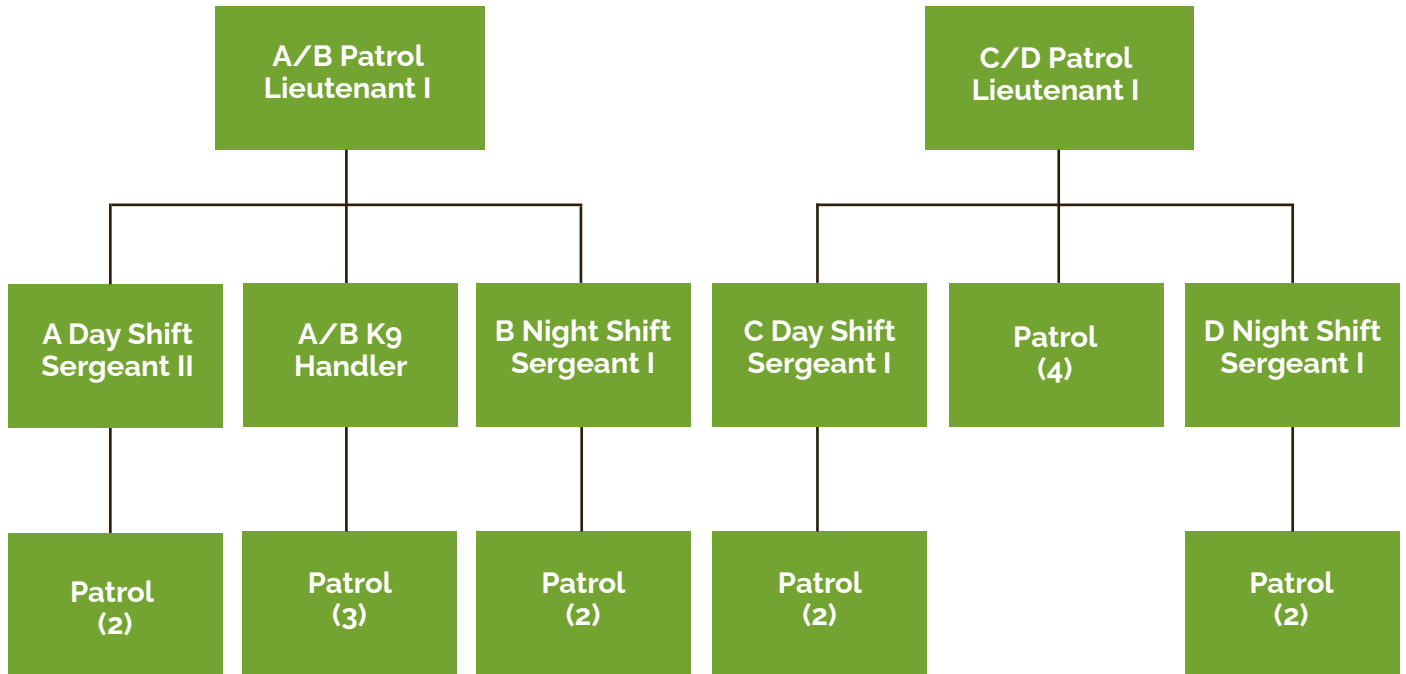 A/B Patrol
Lieutenant I
C/D Patrol
Lieutenant I
A Day Shift
Sergeant II
A/B K9
Handler
B Night Shift
Sergeant I
C Day Shift
Sergeant I
Patrol
(4)
D Night Shift
Sergeant I
Patrol
(2)
Patrol
(3)
Patrol
(2)
Patrol
(2)
Patrol
(2)